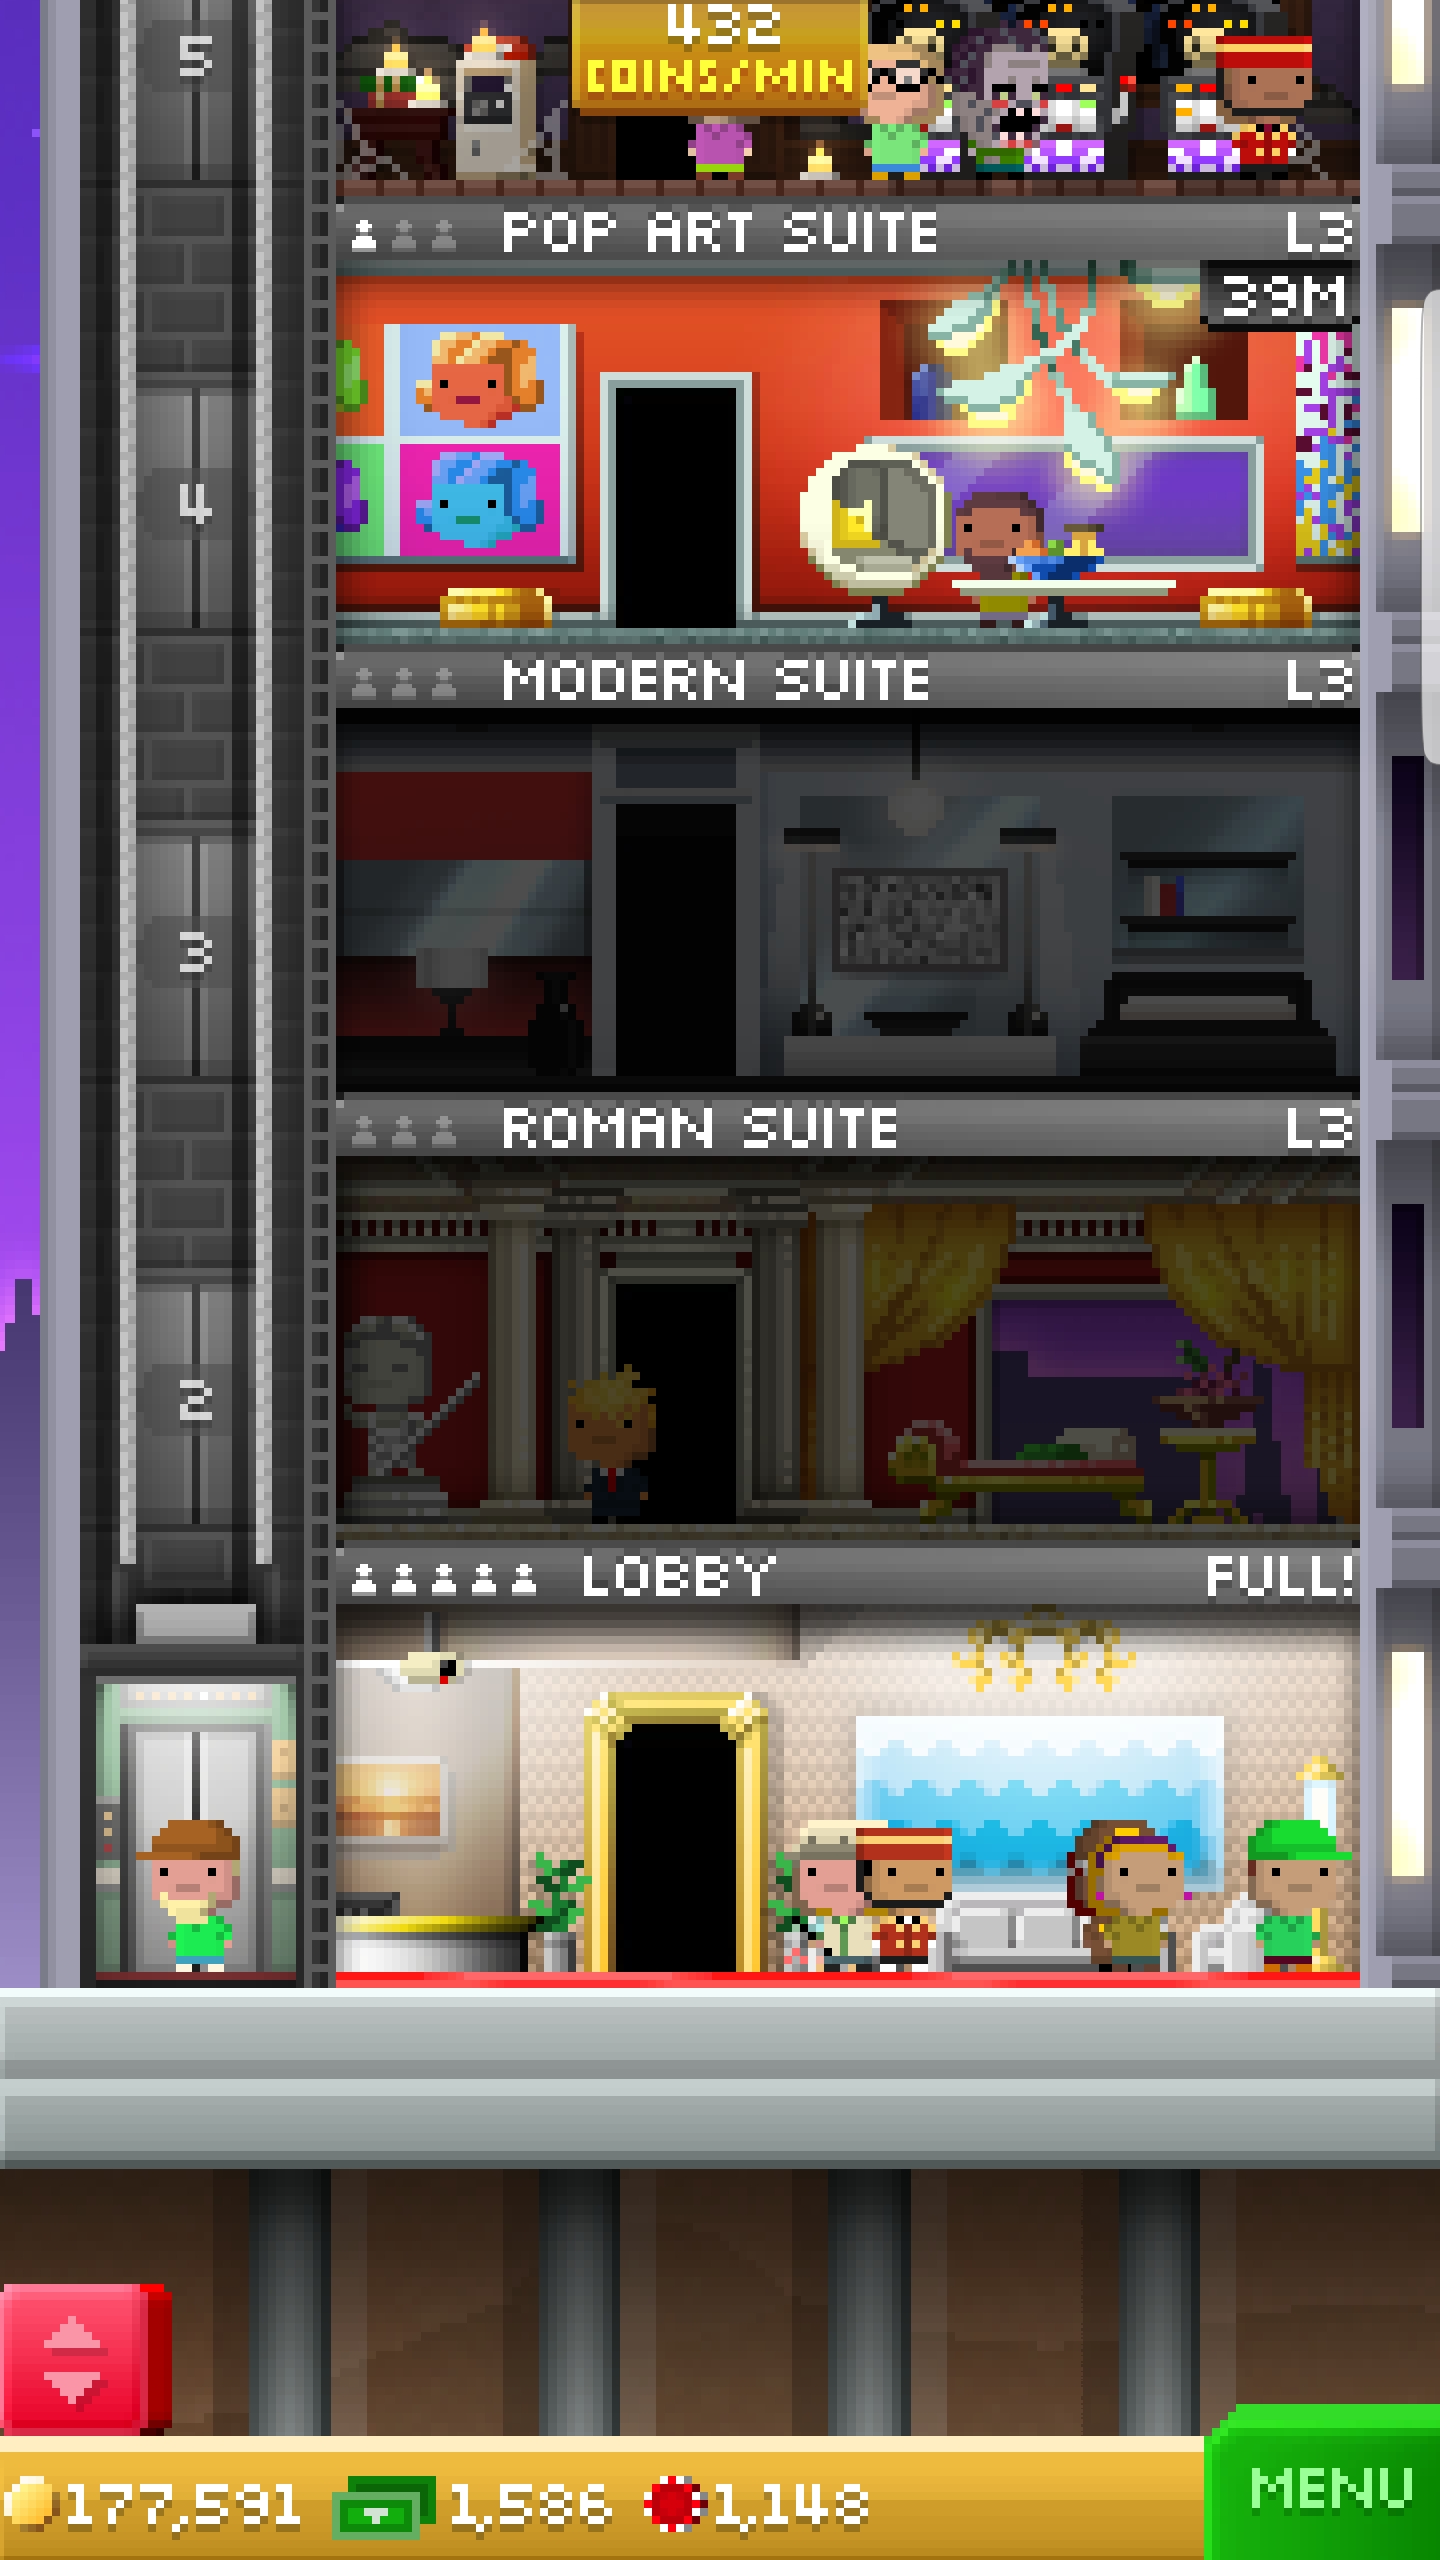 5
432
COINS/MIN
POP ART SUITE L3
39M
4
MODERN SUITE L3
3
ROMAN SUITE L3
2
LOBBY FULL!
177,591 1,586 1,148
MENU